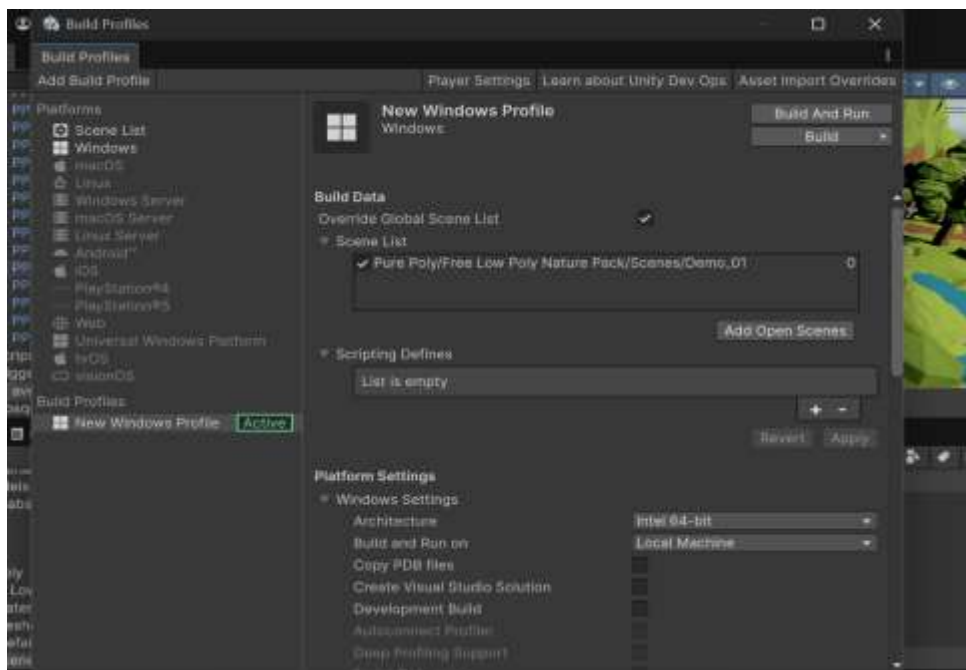 Build Profiles
Build Profiles
Add Build Profile
Player Settings Learn about Unity Dev Ops Asset Import Overrides
Platforms
Scene List
Windows
macOS
Linux
Windows Server
macOS Server
Linux Server
Android™
iOS
PlayStation®4
PlayStation®5
Web
Universal Windows Platform
tvOS
visionOS
Build Profiles
New Windows Profile Active
New Windows Profile
Windows
Build And Run
Build
Build Data
Override Global Scene List
Scene List
Pure Poly/Free Low Poly Nature Pack/Scenes/Demo_01 0
Add Open Scenes
Scripting Defines
List is empty
+ -
Revert Apply
Platform Settings
Windows Settings
Architecture Intel 64-bit
Build and Run on Local Machine
Copy PDB files
Create Visual Studio Solution
Development Build
Autoconnect Profiler
Deep Profiling Support